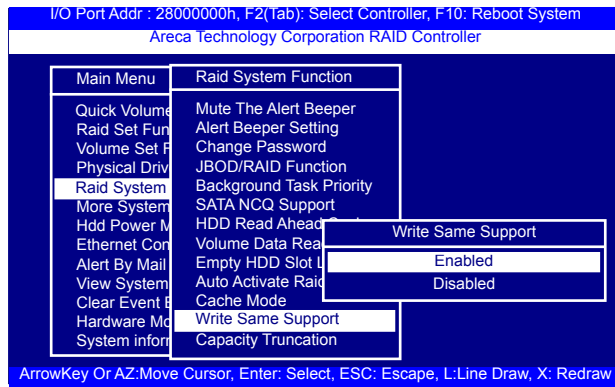 I/O Port Addr : 28000000h, F2(Tab): Select Controller, F10: Reboot System
Areca Technology Corporation RAID Controller
Main Menu
Quick Volume
Raid Set Fun
Volume Set F
Physical Driv
Raid System
More System
Hdd Power M
Ethernet Con
Alert By Mail
View System
Clear Event B
Hardware Mo
System inform
Raid System Function
Mute The Alert Beeper
Alert Beeper Setting
Change Password
JBOD/RAID Function
Background Task Priority
SATA NCQ Support
HDD Read Ahead
Volume Data Rea
Empty HDD Slot L
Auto Activate Raid
Cache Mode
Write Same Support
Capacity Truncation
Write Same Support
Enabled
Disabled
ArrowKey Or AZ:Move Cursor, Enter: Select, ESC: Escape, L:Line Draw, X: Redraw